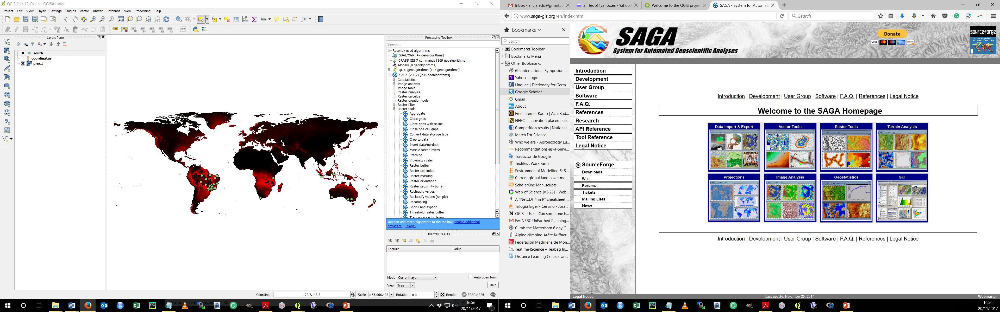 QGIS 2.14.12-Essen - QGIStutorial
Project Edit View Layer Settings Plugins Vector Raster Database Web Processing Help
Layers Panel
south
coordinates
prec1
Processing Toolbox
Search...
Recently used algorithms
GDAL/OGR [47 geoalgorithms]
GRASS GIS 7 commands [169 geoalgorithms]
Models [0 geoalgorithms]
QGIS geoalgorithms [107 geoalgorithms]
SAGA (2.1.2) [235 geoalgorithms]
Geostatistics
Image analysis
Image tools
Raster analysis
Raster calculus
Raster creation tools
Raster filter
Raster tools
Aggregate
Close gaps
Close gaps with spline
Close one cell gaps
Convert data storage type
Crop to data
Invert data/no-data
Mosaic raster layers
Patching
Proximity raster
Raster buffer
Raster cell index
Raster masking
Raster orientation
Raster proximity buffer
Reclassify values
Reclassify values (simple)
Resampling
Shrink and expand
Threshold raster buffer
Transpose raster layers
You can add more algorithms to the toolbox, enable additional
providers. [close]
Identify Results
Feature Value
Mode Current layer Auto open form
View Tree Help
Coordinate 172.7,148.7 Scale :155,066,433 Rotation 0.0 Render EPSG:4326
16:56
20/11/2017
Inbox - alicialedo@gmail.co
ali_ledo@yahoo.es - Yahoo
Welcome to the QGIS projec
SAGA - System for Automat
www.saga-gis.org/en/index.html
Search
Bookmarks
Search
Bookmarks Toolbar
Bookmarks Menu
Other Bookmarks
6th International Symposium ...
Yahoo - login
Linguee | Dictionary for Germ...
Google Scholar
Gmail
About
Free Internet Radio | AccuRad...
NERC - Innovation placements
Competition results | National...
March For Science
Who we are - Agroecology Eu...
Recommendations-as-a-Servi...
Traductor de Google
Textiles : Wark Farm
Environmental Modelling & S...
Current global land cover ma...
ScholarOne Manuscripts
Web of Science [v.5.25] - Web...
A "NetCDF 4 in R" cheatsheet ...
Trilogía Eiger - Cervino - Jora...
QGIS - User - Can some one h...
Fw: NERC UnEarthed Planning...
Climb the Matterhorn 6 day C...
Alpine climbing Arête Kuffner...
Federación Madrileña de Mon...
Teatime4Science – Teabag In...
Distance Learning Courses an...
SAGA
System for Automated Geoscientific Analyses
Donate
VISA
sourceforge
Introduction
Development
User Group
Software
F.A.Q.
References
Research
API Reference
Tool Reference
Legal Notice
@ SourceForge
Downloads
Wiki
Forums
Tickets
Mailing Lists
News
Introduction | Development | User Group | Software | F.A.Q. | References | Legal Notice
Welcome to the SAGA Homepage
Data Import & Export Vector Tools Raster Tools Terrain Analysis
Projections Image Analysis Geostatistics GUI
Introduction | Development | User Group | Software | F.A.Q. | References | Legal Notice
Legal Notice Last update: November 20, 2017 Webmaster
16:56
20/11/2017